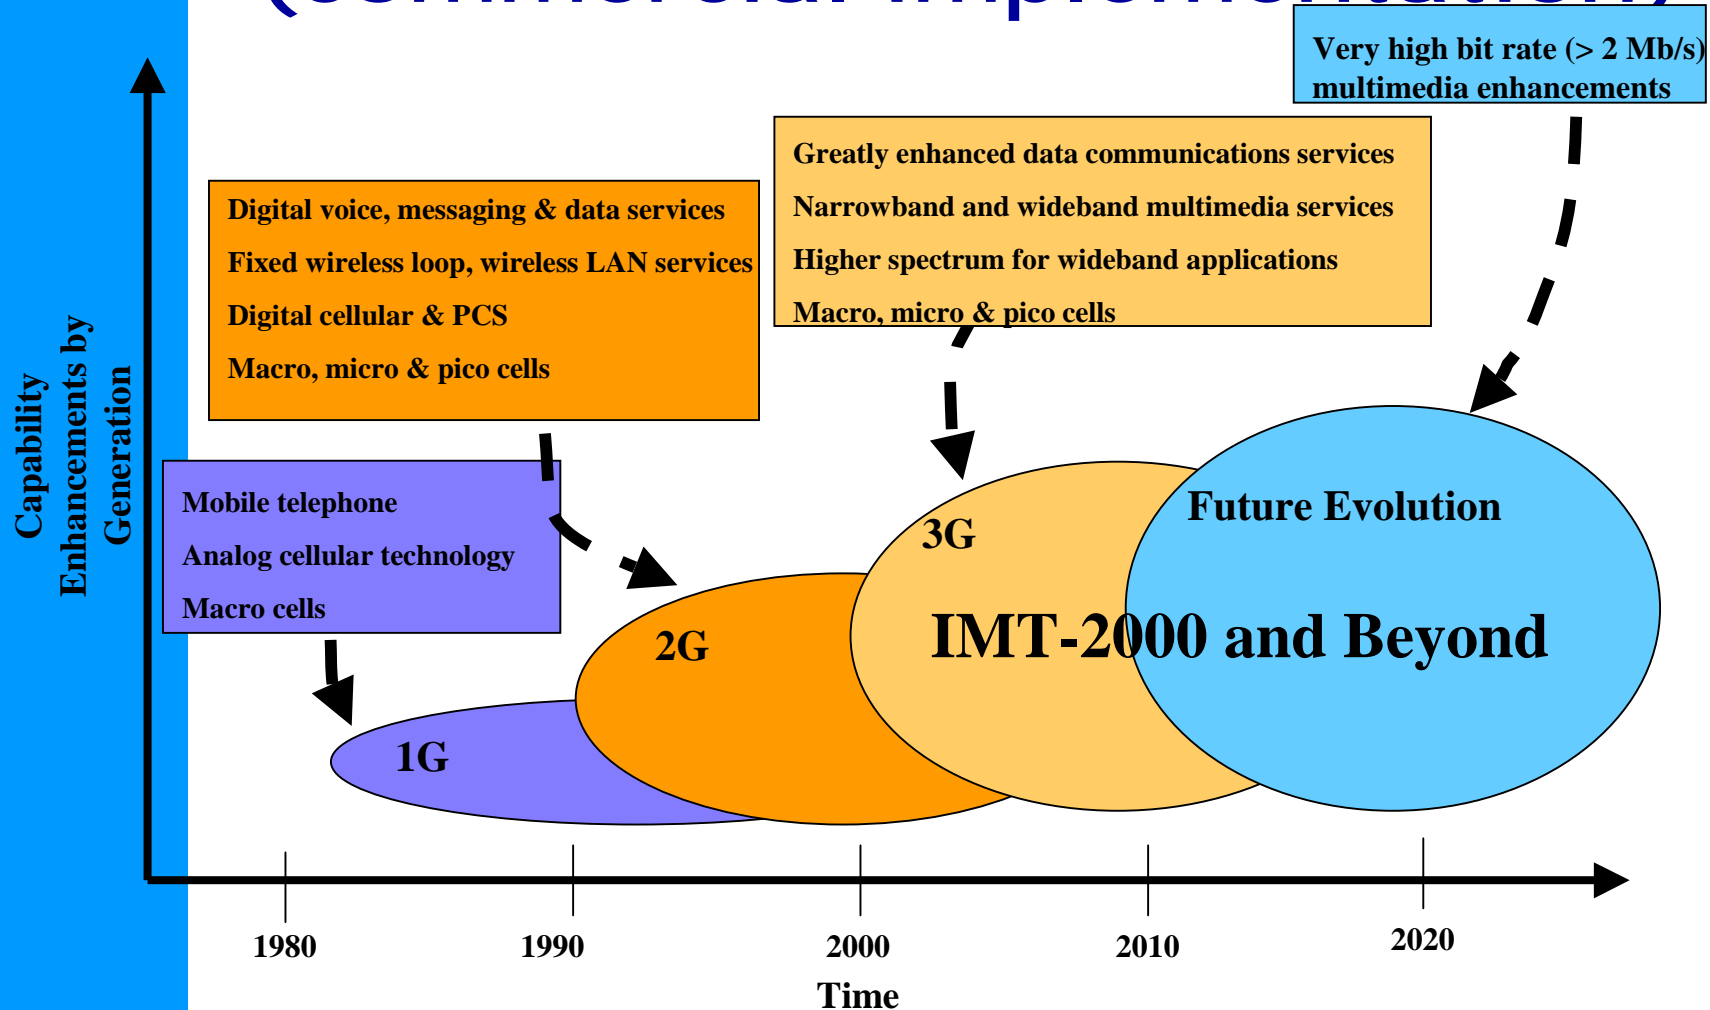 (commercial implementation)
Very high bit rate (> 2 Mb/s)
multimedia enhancements
Greatly enhanced data communications services
Narrowband and wideband multimedia services
Higher spectrum for wideband applications
Macro, micro & pico cells
Digital voice, messaging & data services
Fixed wireless loop, wireless LAN services
Digital cellular & PCS
Macro, micro & pico cells
Capability
Enhancements by
Generation
Mobile telephone
Analog cellular technology
Macro cells
Future Evolution
3G
IMT-2000 and Beyond
2G
1G
1980
1990
2000
2010
2020
Time